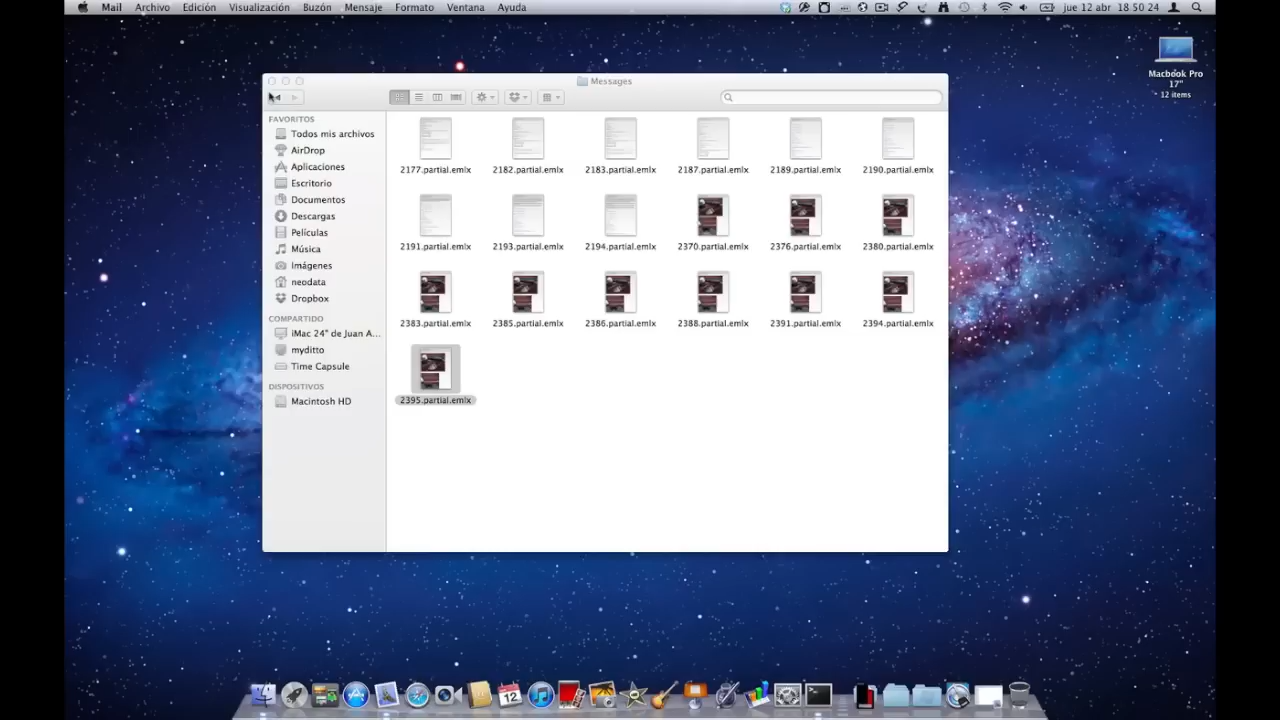 Mail Archivo Edición Visualización Buzón Mensaje Formato Ventana Ayuda jue 12 abr 18 50 24
Macbook Pro
17"
12 items
Messages
FAVORITOS
Todos mis archivos
AirDrop
Aplicaciones
Escritorio
Documentos
Descargas
Películas
Música
Imágenes
neodata
Dropbox
COMPARTIDO
iMac 24" de Juan A...
myditto
Time Capsule
DISPOSITIVOS
Macintosh HD
2177.partial.emlx 2182.partial.emlx 2183.partial.emlx 2187.partial.emlx 2189.partial.emlx 2190.partial.emlx
2191.partial.emlx 2193.partial.emlx 2194.partial.emlx 2370.partial.emlx 2376.partial.emlx 2380.partial.emlx
2383.partial.emlx 2385.partial.emlx 2386.partial.emlx 2388.partial.emlx 2391.partial.emlx 2394.partial.emlx
2395.partial.emlx
12